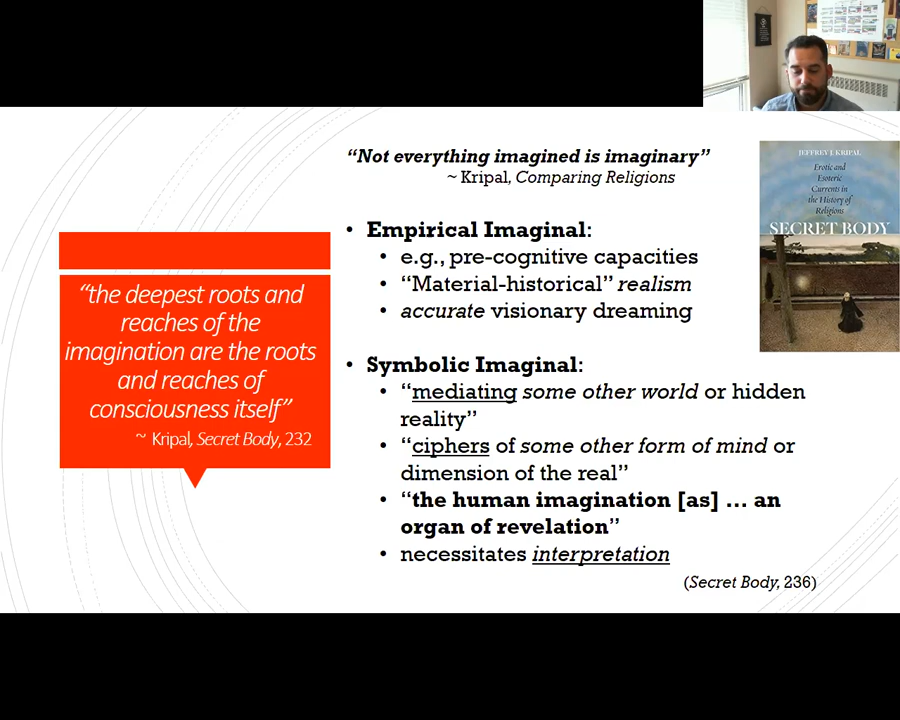 “Not everything imagined is imaginary”
~ Kripal, Comparing Religions
“the deepest roots and
reaches of the
imagination are the roots
and reaches of
consciousness itself”
~ Kripal, Secret Body, 232
• Empirical Imaginal:
• e.g., pre-cognitive capacities
• “Material-historical” realism
• accurate visionary dreaming
• Symbolic Imaginal:
• “mediating some other world or hidden
reality”
• “ciphers of some other form of mind or
dimension of the real”
• “the human imagination [as] … an
organ of revelation”
• necessitates interpretation
(Secret Body, 236)
JEFFREY J. KRIPAL
Erotic and
Esoteric
Currents in
the History of
Religions
SECRET BODY